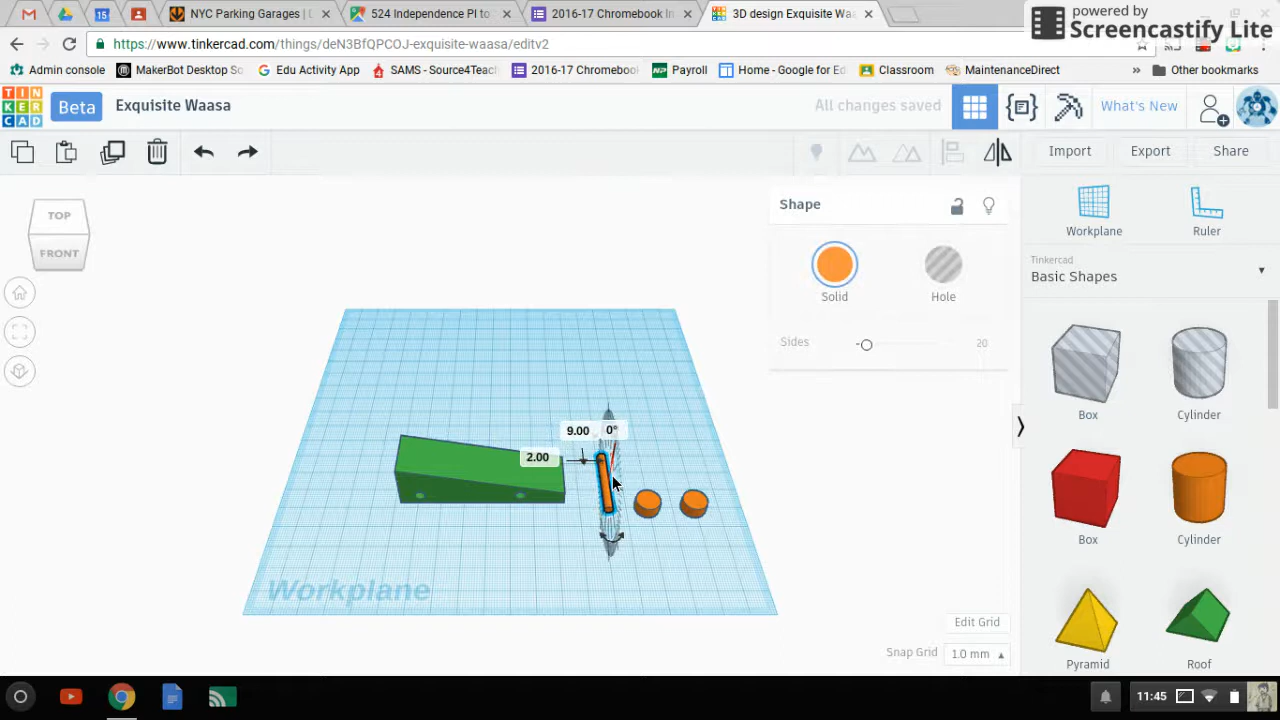 NYC Parking Garages |
524 Independence Pl to
2016-17 Chromebook In
3D design Exquisite Waa
powered by
Screencastify Lite
https://www.tinkercad.com/things/deN3BfQPCOJ-exquisite-waasa/editv2
Admin console
MakerBot Desktop So
Edu Activity App
SAMS - Source4Teach
2016-17 Chromeboo
Payroll
Home - Google for Ed
Classroom
MaintenanceDirect
»
Other bookmarks
TIN
KER
CAD
Beta
Exquisite Waasa
All changes saved
What's New
Import
Export
Share
TOP
FRONT
Shape
Solid
Hole
Sides
20
Workplane
Ruler
Tinkercad
Basic Shapes
Box
Cylinder
Box
Cylinder
Pyramid
Roof
9.00
0°
2.00
Workplane
Edit Grid
Snap Grid
1.0 mm
11:45